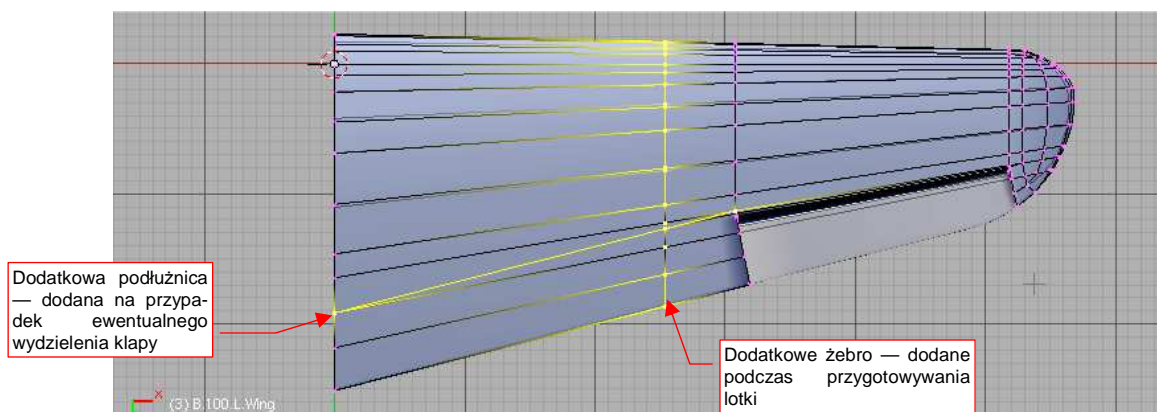 Dodatkowa podłużnica
— dodana na przypa-
dek ewentualnego
wydzielenia klapy
Dodatkowe żebro — dodane
podczas przygotowywania
lotki
x
(3) B.100.L.Wing